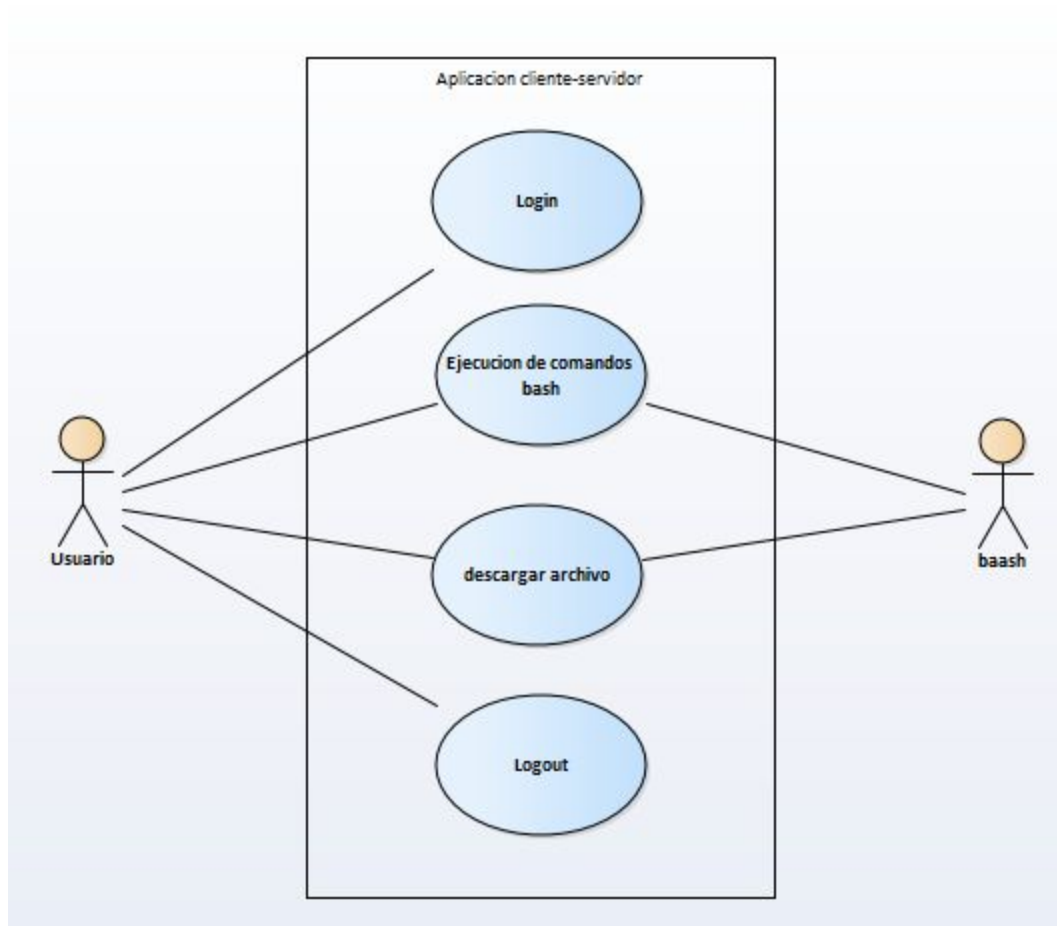 Aplicacion cliente-servidor
Login
Ejecucion de comandos
bash
Usuario
baash
descargar archivo
Logout